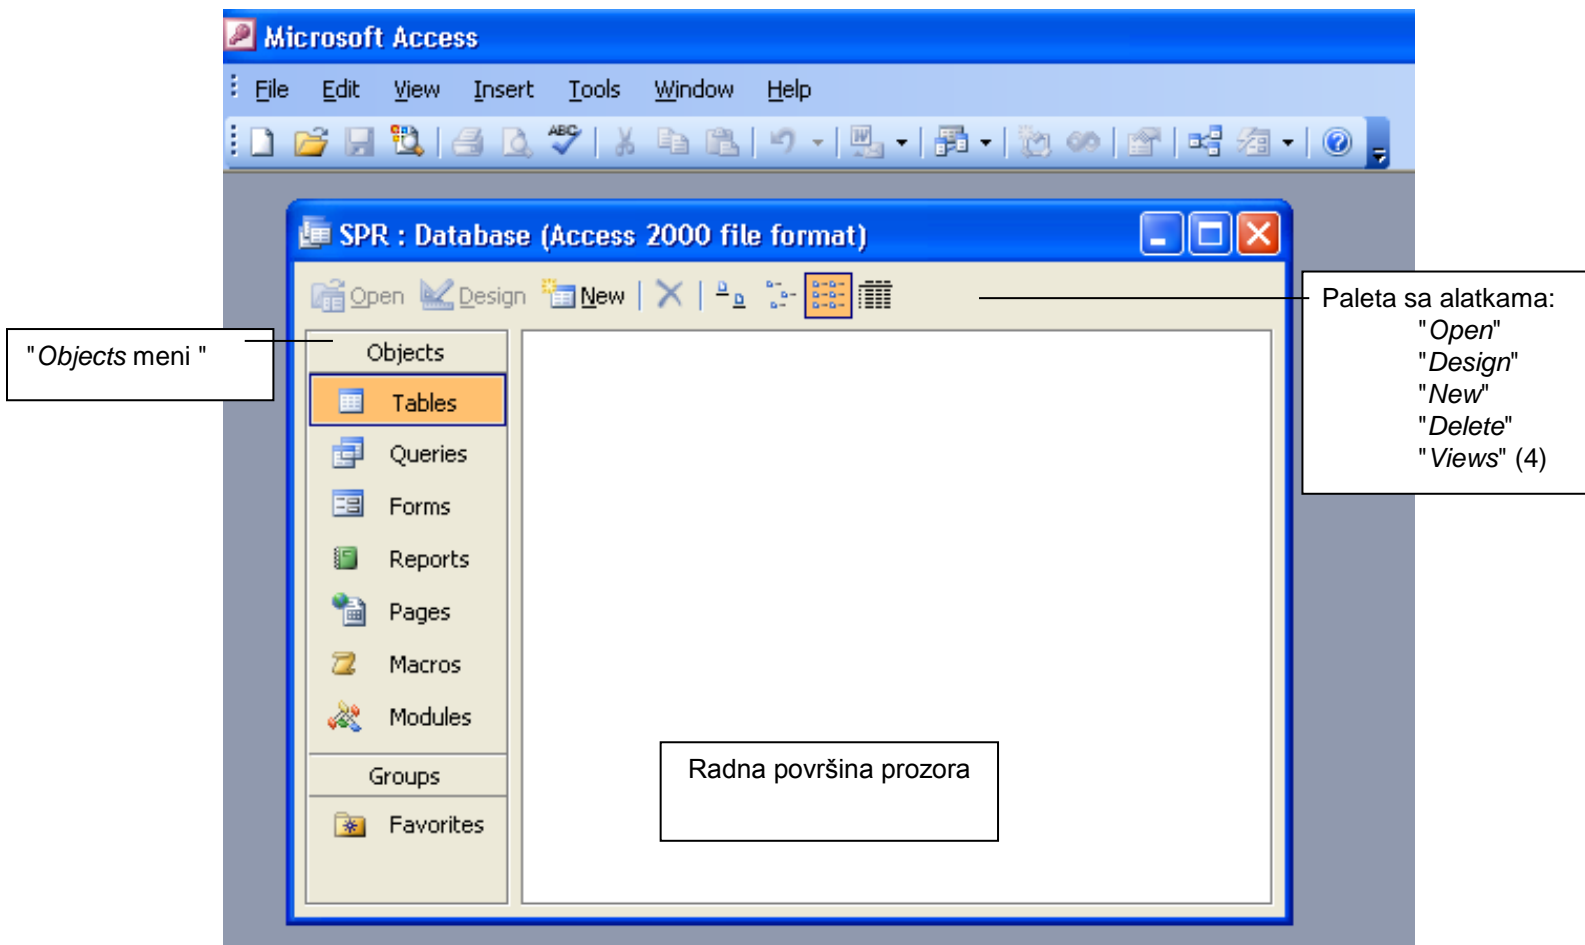 Microsoft Access
File Edit View Insert Tools Window Help
ABC
W
SPR : Database (Access 2000 file format)
Open Design New
Paleta sa alatkama:
"Open"
"Design"
"New"
"Delete"
"Views" (4)
"Objects meni "
Objects
Tables
Queries
Forms
Reports
Pages
Macros
Modules
Groups
Favorites
Radna površina prozora